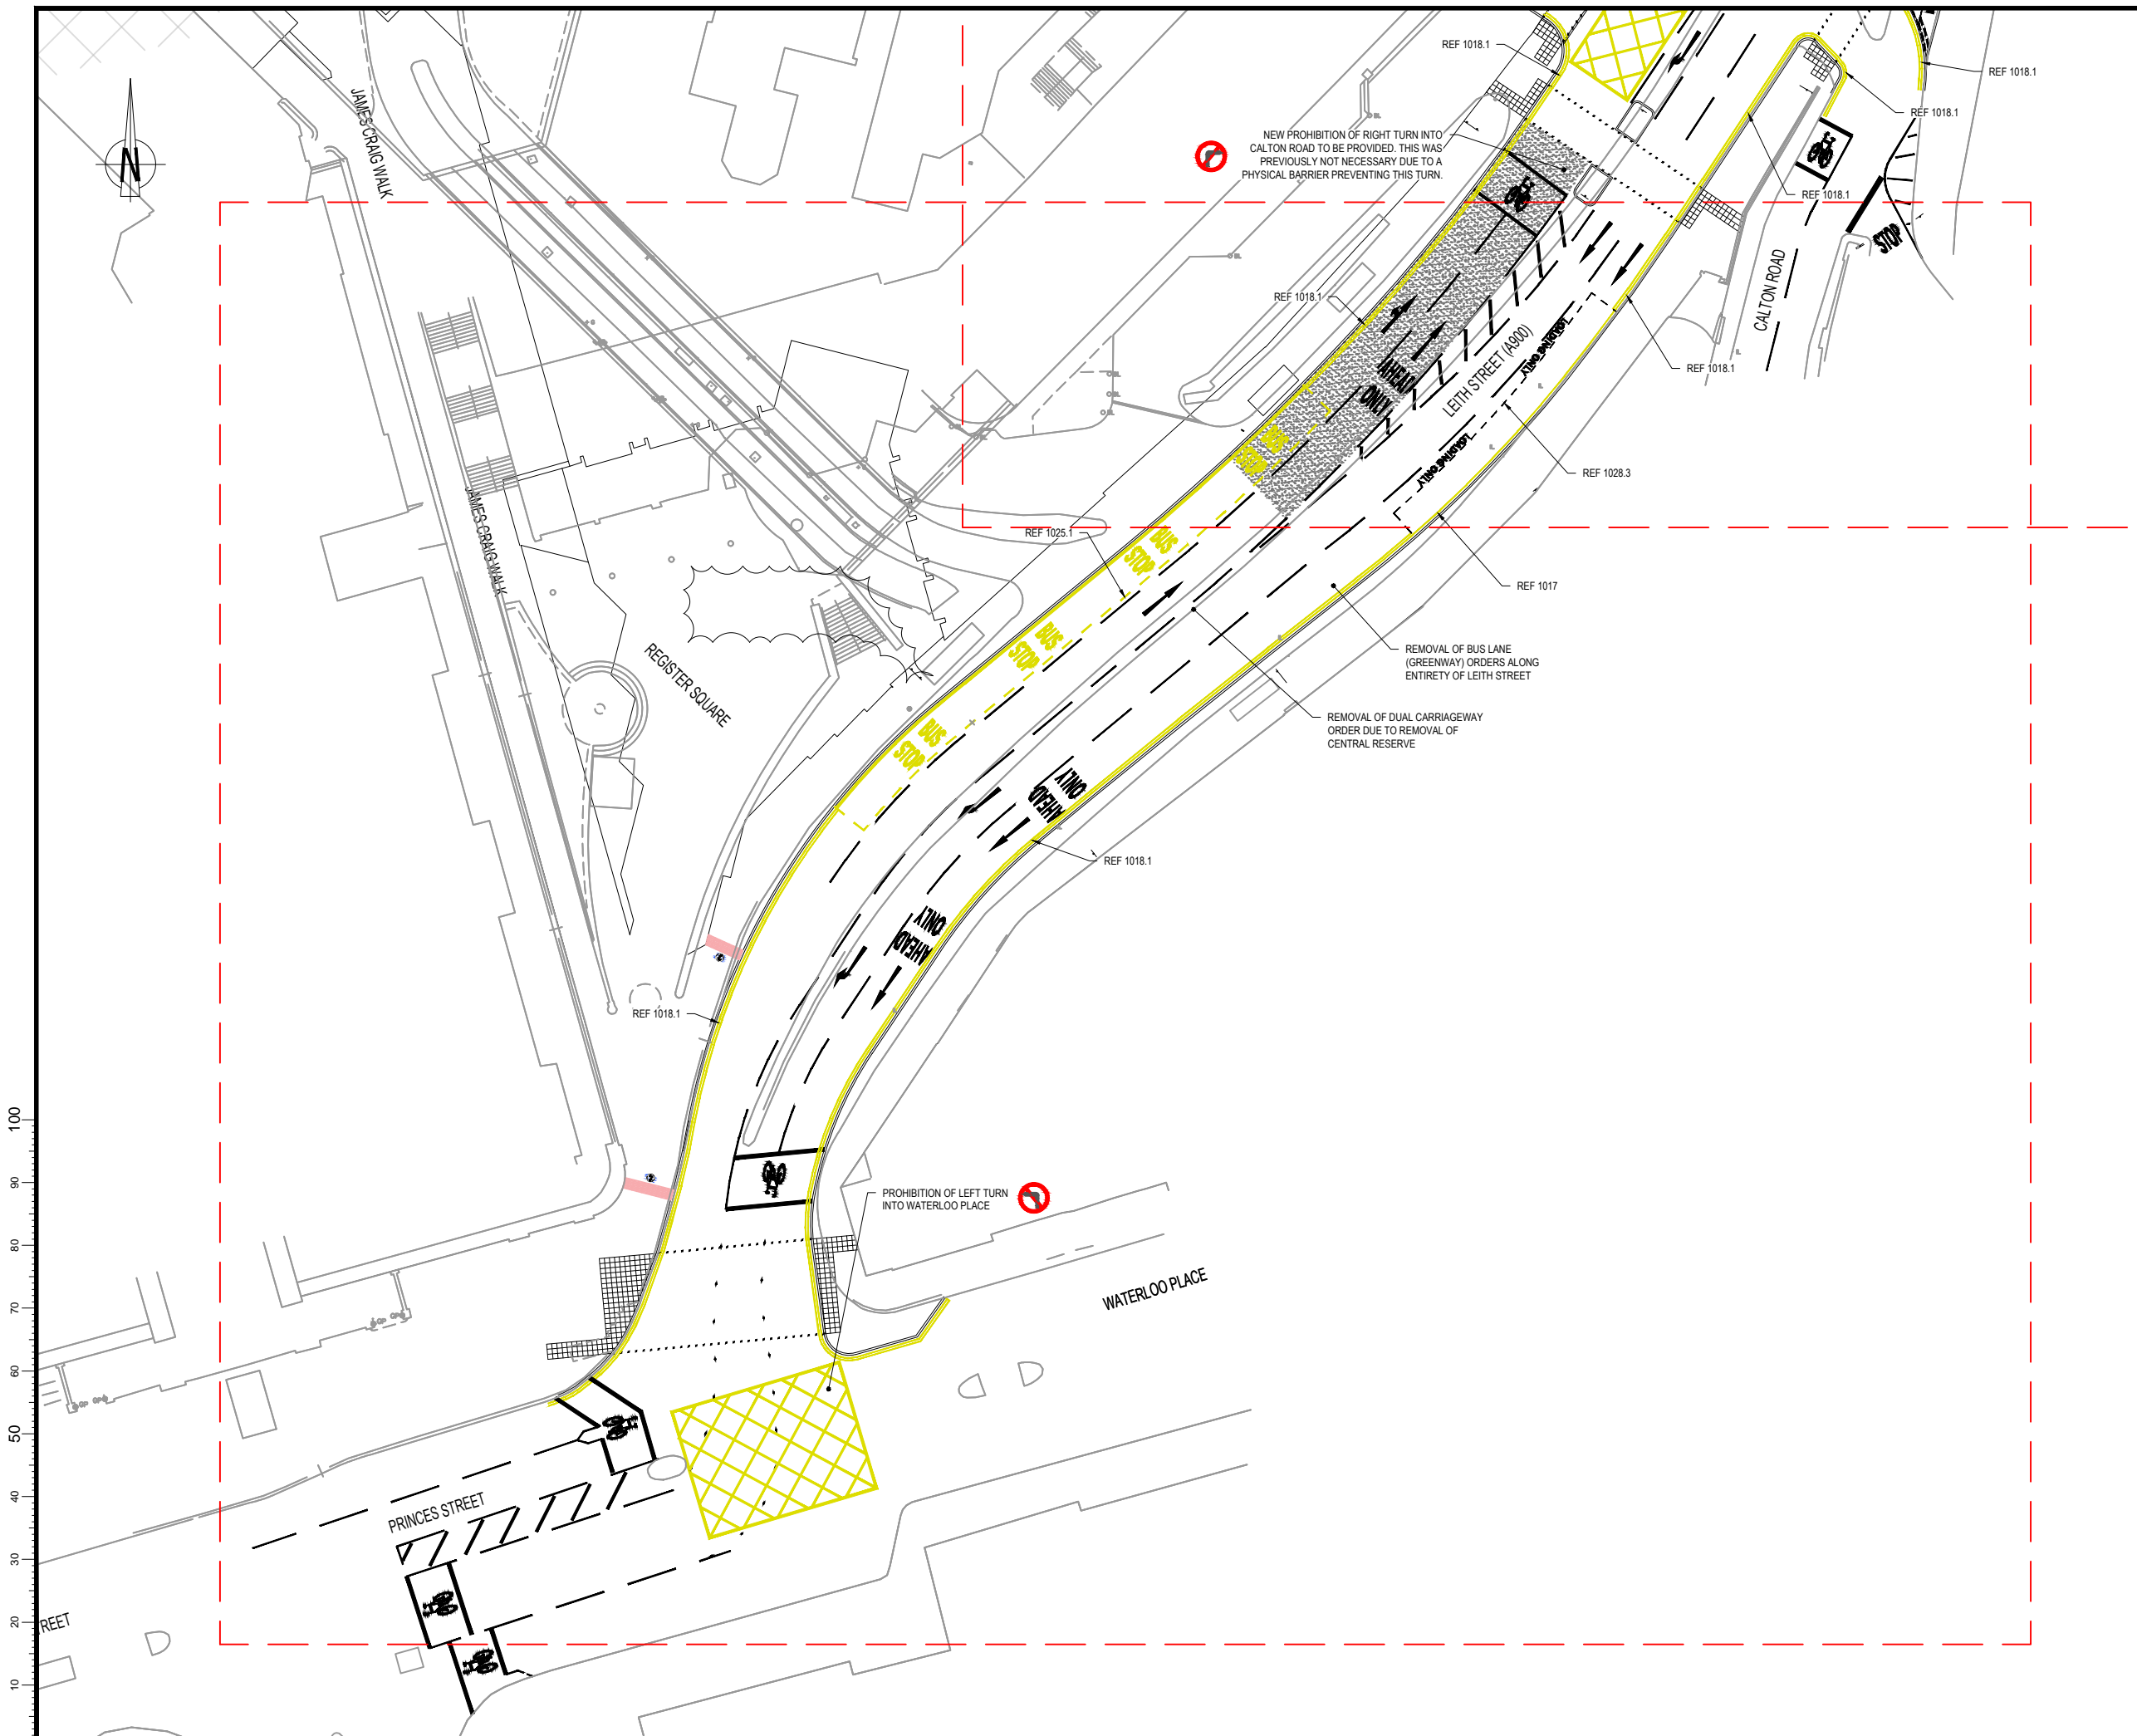 REF 1018.1
REF 1018.1
REF 1018.1
N
JAMES CRAIG WALK
NEW PROHIBITION OF RIGHT TURN INTO
CALTON ROAD TO BE PROVIDED. THIS WAS
PREVIOUSLY NOT NECESSARY DUE TO A
PHYSICAL BARRIER PREVENTING THIS TURN.
REF 1018.1
STOP
CALTON ROAD
REF 1018.1
LEITH STREET (A900)
LOADING ONLY
REF 1018.1
AHEAD
ONLY
LOADING ONLY
REF 1028.3
BUS
STOP
JAMES CRAIG WALK
REF 1025.1
BUS
STOP
REF 1017
BUS
STOP
REMOVAL OF BUS LANE
(GREENWAY) ORDERS ALONG
ENTIRETY OF LEITH STREET
REGISTER SQUARE
REMOVAL OF DUAL CARRIAGEWAY
ORDER DUE TO REMOVAL OF
CENTRAL RESERVE
BUS
STOP
AHEAD
ONLY
REF 1018.1
AHEAD
ONLY
REF 1018.1
PROHIBITION OF LEFT TURN
INTO WATERLOO PLACE
WATERLOO PLACE
PRINCES STREET
REET
100
90
80
70
60
50
40
30
20
10